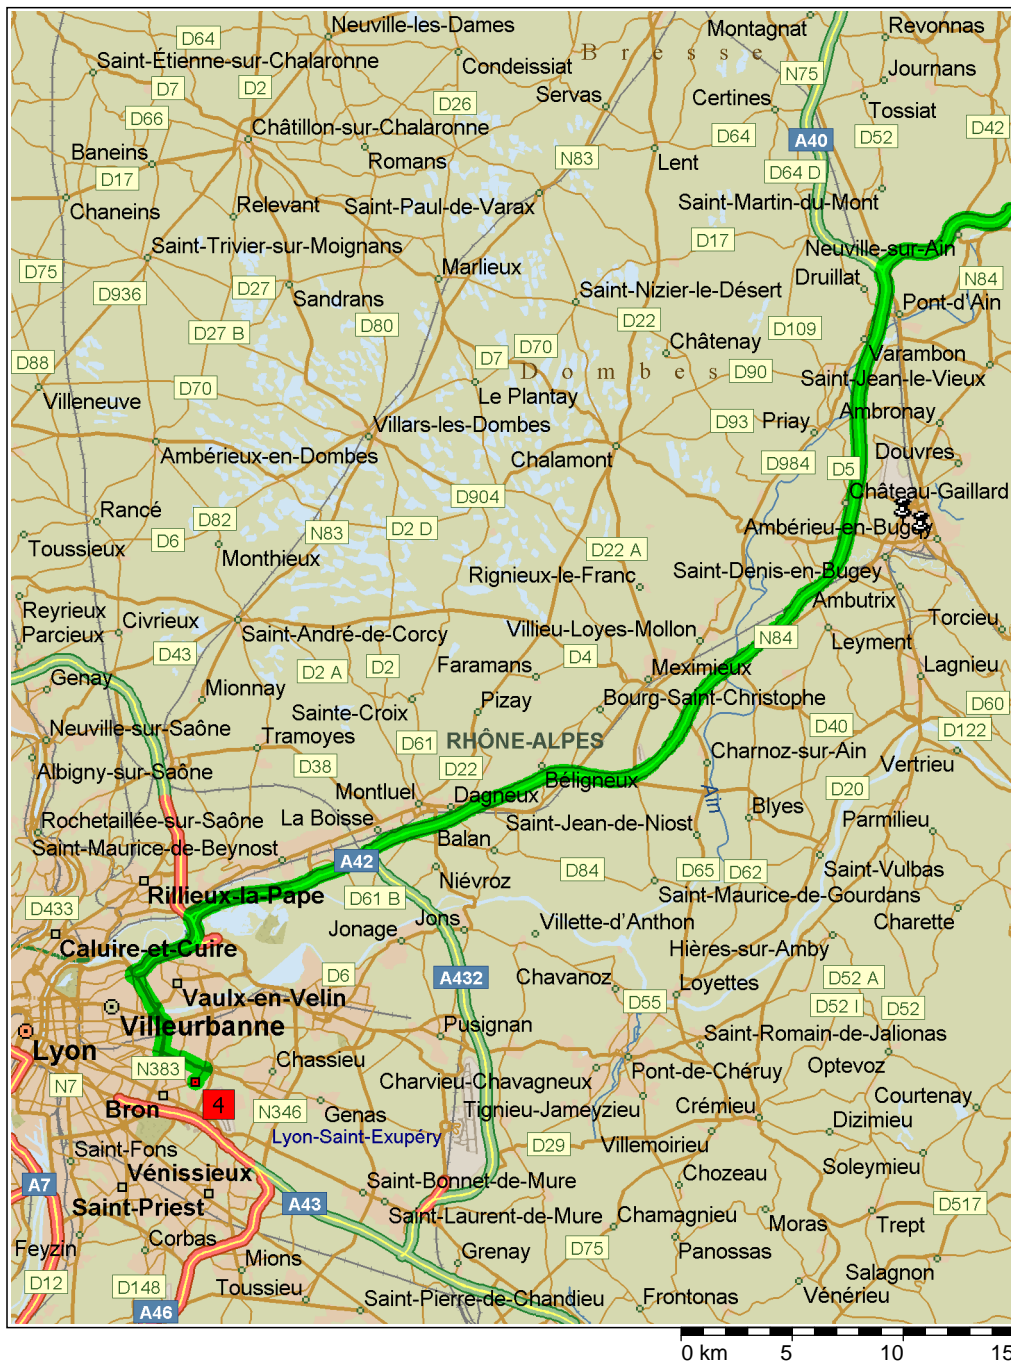 Neuville-les-Dames
Montagnat
Revonnas
D64
Bresse
Saint-Étienne-sur-Chalaronne
Condeissiat
N75
Journans
D7
D2
D26
Servas
Certines
Tossiat
D66
Châtillon-sur-Chalaronne
D64
A40
D52
D42
Baneins
Romans
N83
Lent
D64 D
D17
Chaneins
Relevant
Saint-Paul-de-Varax
Saint-Martin-du-Mont
Saint-Trivier-sur-Moignans
D17
Neuville-sur-Ain
D75
Marlieux
Druillat
N84
D936
D27
Sandrans
Saint-Nizier-le-Désert
Pont-d'Ain
D27 B
D80
D22
D109
D88
D7
D70
Châtenay
Varambon
Dombes
D90
Saint-Jean-le-Vieux
Villeneuve
D70
Le Plantay
Ambronay
Villars-les-Dombes
D93
Priay
Ambérieux-en-Dombes
Chalamont
D984
D5
Douvres
D904
Château-Gaillard
Rancé
D82
N83
D2 D
Ambérieu-en-Bugey
Toussieux
D6
Monthieux
D22 A
Rignieux-le-Franc
Saint-Denis-en-Bugey
Reyrieux
Ambutrix
Parcieux
Civrieux
Saint-André-de-Corcy
Villieu-Loyes-Mollon
N84
Leyment
Torcieu
D43
D2 A
D2
Faramans
D4
Meximieux
Lagnieu
Genay
Mionnay
Sainte-Croix
Pizay
Bourg-Saint-Christophe
D60
Neuville-sur-Saône
Tramoyes
D61
RHÔNE-ALPES
D40
D122
Albigny-sur-Saône
D38
D22
Charnoz-sur-Ain
Vertrieu
Béligneux
Ain
Montluel
Dagneux
D20
Rochetaillée-sur-Saône
La Boisse
Blyes
Saint-Maurice-de-Beynost
Balan
Saint-Jean-de-Niost
Parmilieu
A42
Niévroz
D84
D65
D62
Saint-Vulbas
Rillieux-la-Pape
D61 B
Saint-Maurice-de-Gourdans
D433
Jonage
Jons
Villette-d'Anthon
Charette
Caluire-et-Cuire
Hières-sur-Amby
D6
A432
Chavanoz
Loyettes
D52 A
Vaulx-en-Velin
D55
D52 I
D52
Villeurbanne
Pusignan
Saint-Romain-de-Jalionas
Lyon
N383
Chassieu
Charvieu-Chavagneux
Pont-de-Chéruy
Optevoz
N7
4
Bron
N346
Genas
Tignieu-Jameyzieu
Crémieu
Courtenay
Dizimieu
Lyon-Saint-Exupéry
D29
Villemoirieu
Saint-Fons
Vénissieux
Soleymieu
A7
Saint-Bonnet-de-Mure
Chozeau
Saint-Priest
A43
Saint-Laurent-de-Mure
Chamagnieu
Moras
D517
Trept
Feyzin
Corbas
Mions
Grenay
D75
Panossas
Salagnon
D12
D148
Toussieu
Vénérieu
A46
Saint-Pierre-de-Chandieu
Frontonas
0 km
5
10
15